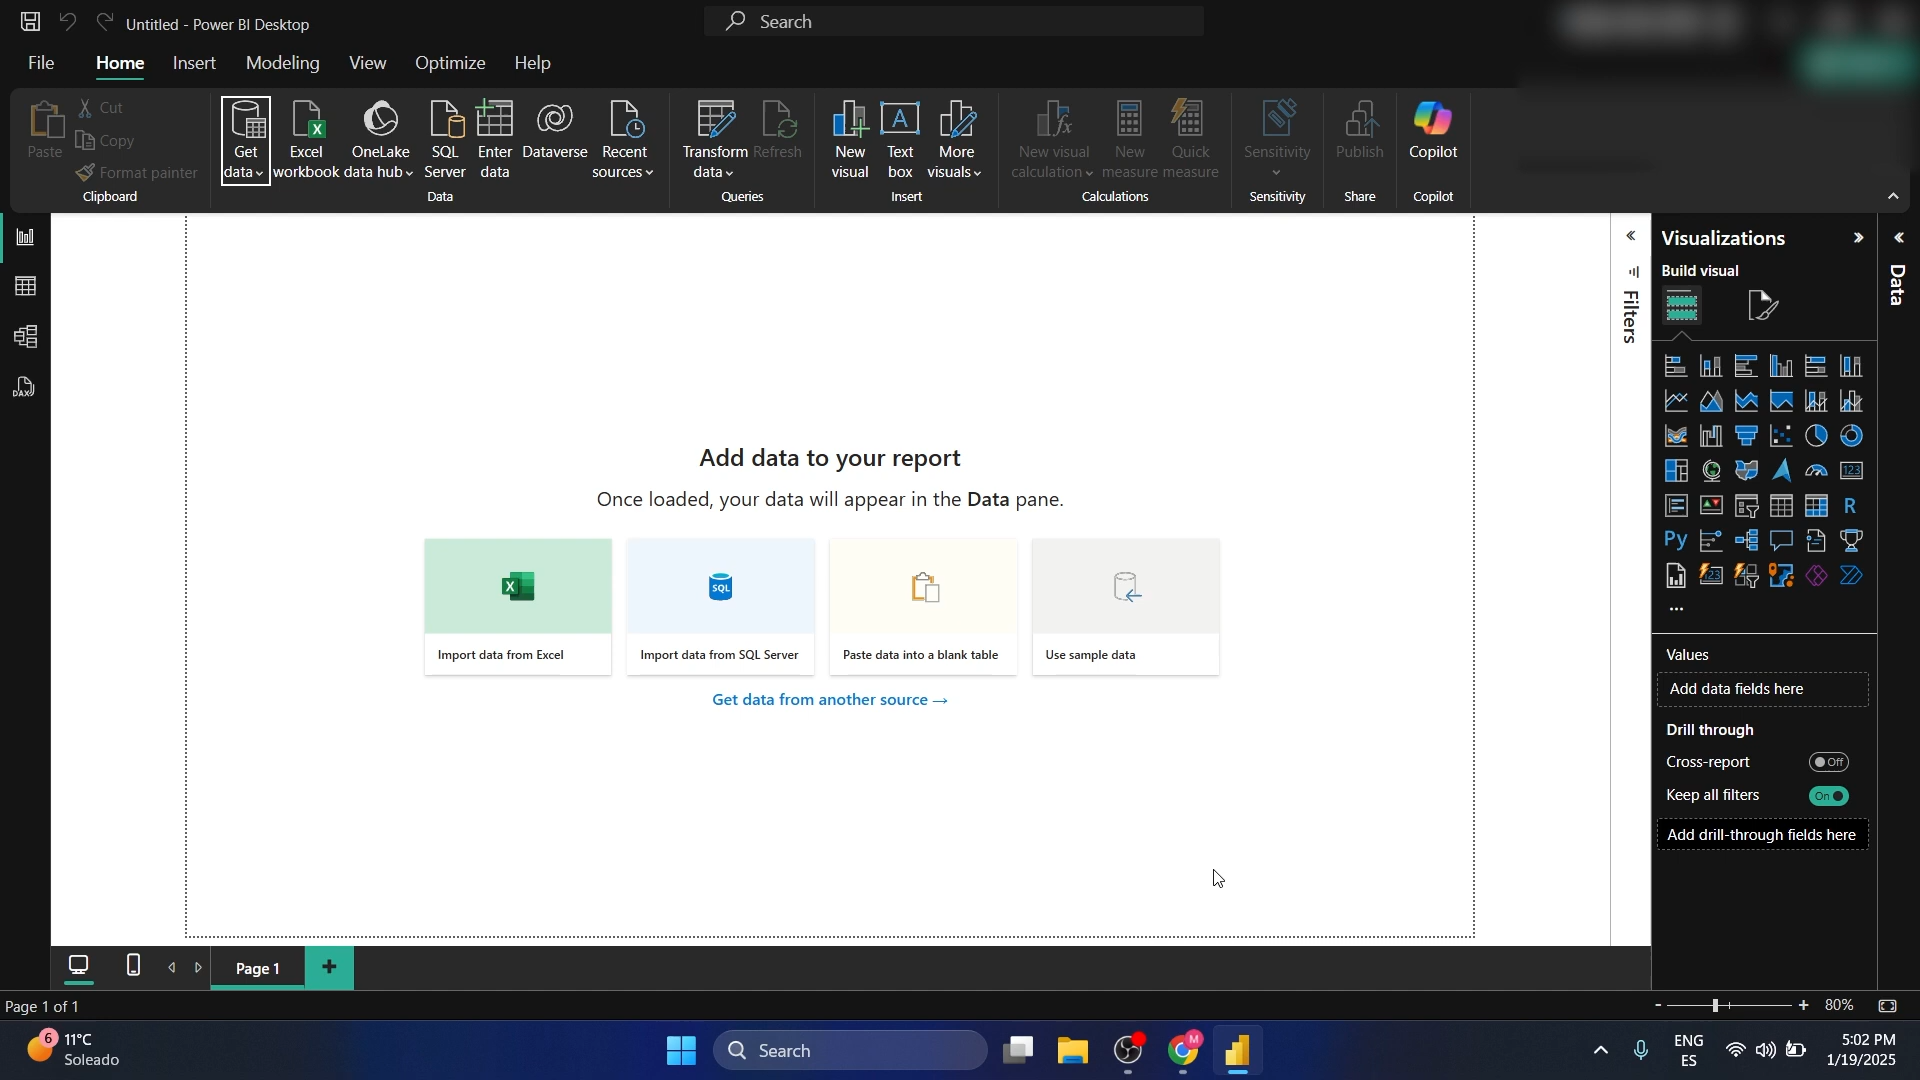 Untitled - Power BI Desktop
Search
File
Home
Insert
Modeling
View
Optimize
Help
Paste
Cut
Copy
Format painter
Clipboard
Get
data
Excel
workbook
OneLake
data hub
SQL
Server
Enter
data
Dataverse
Recent
sources
Data
Transform
data
Refresh
Queries
New
visual
Text
box
More
visuals
Insert
New visual
calculation
New
measure
Quick
measure
Calculations
Sensitivity
Sensitivity
Publish
Share
Copilot
Copilot
DAX
Add data to your report
Once loaded, your data will appear in the Data pane.
SQL
Import data from Excel
Import data from SQL Server
Paste data into a blank table
Use sample data
Get data from another source →
Filters
Visualizations
Build visual
123
R
Py
123
...
Values
Add data fields here
Drill through
Cross-report
Off
Keep all filters
On
Add drill-through fields here
Data
Page 1
+
Page 1 of 1
- + 80%
6
11°C
Soleado
Search
M
ENG
ES
5:02 PM
1/19/2025